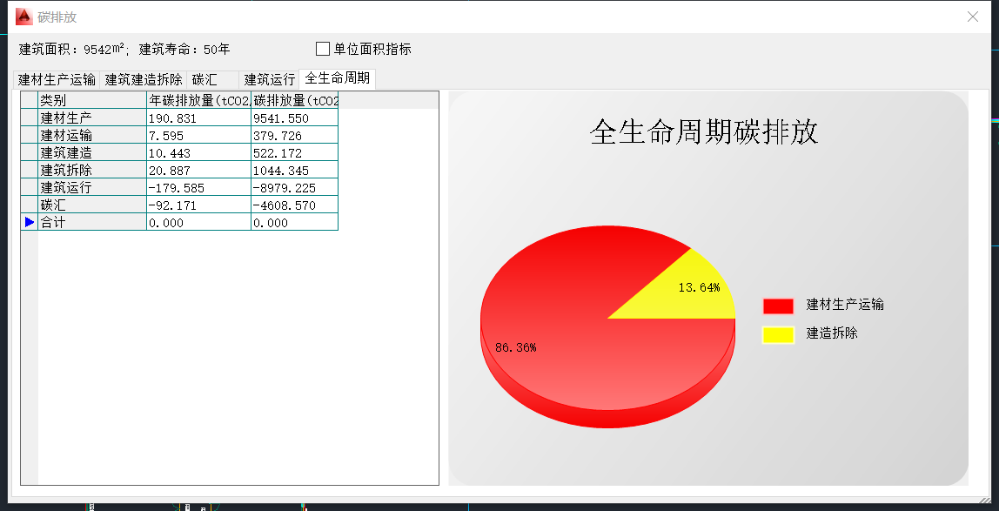 碳排放
建筑面积：9542m²；建筑寿命：50年
单位面积指标
建材生产运输 建筑建造拆除 碳汇 建筑运行 全生命周期
类别 年碳排放量(tCO2, 碳排放量(tCO2
建材生产 190.831 9541.550
建材运输 7.595 379.726
建筑建造 10.443 522.172
建筑拆除 20.887 1044.345
建筑运行 -179.585 -8979.225
碳汇 -92.171 -4608.570
合计 0.000 0.000
全生命周期碳排放
13.64%
86.36%
建材生产运输
建造拆除